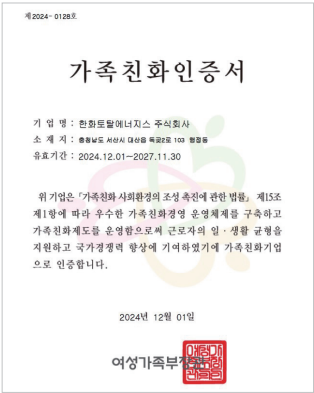 제2024- 0128호
가족친화인증서
기 업 명 : 한화토탈에너지스 주식회사
소 재 지 : 충청남도 서산시 대산읍 독곶2로 103 행정동
유효기간 : 2024.12.01~2027.11.30
위 기업은 「가족친화 사회환경의 조성 촉진에 관한 법률」 제15조
제1항에 따라 우수한 가족친화경영 운영체제를 구축하고
가족친화제도를 운영함으로써 근로자의 일·생활 균형을
지원하고 국가경쟁력 향상에 기여하였기에 가족친화기업
으로 인증합니다.
2024년 12월 01일
여성가족부장관